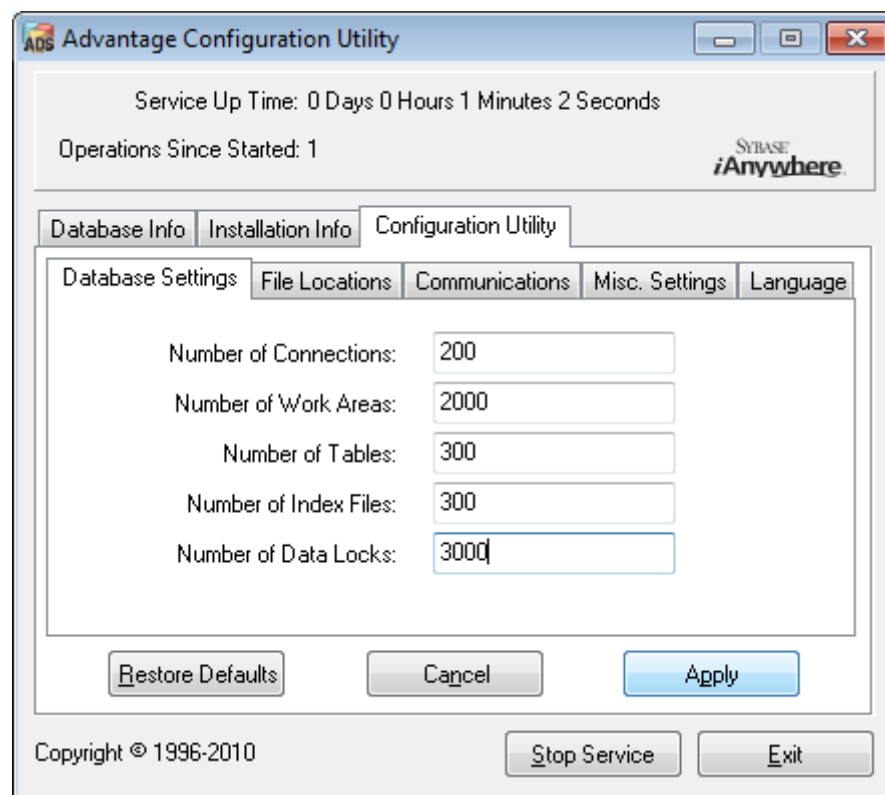 ADS Advantage Configuration Utility
Service Up Time: 0 Days 0 Hours 1 Minutes 2 Seconds
Operations Since Started: 1
SYBASE
iAnywhere.
Database Info Installation Info Configuration Utility
Database Settings File Locations Communications Misc. Settings Language
Number of Connections: 200
Number of Work Areas: 2000
Number of Tables: 300
Number of Index Files: 300
Number of Data Locks: 3000
Restore Defaults Cancel Apply
Copyright © 1996-2010 Stop Service Exit